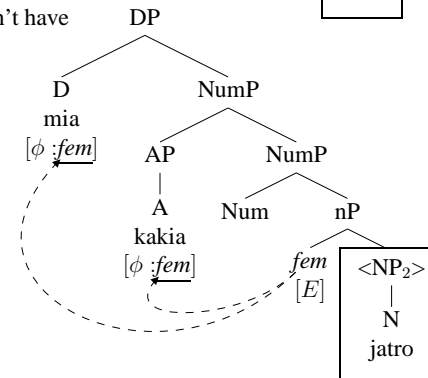 n't have
DP
D NumP
mia
[ϕ :fem]
AP NumP
A Num nP
kakia
[ϕ :fem]
fem <NP₂>
[E]
N
jatro